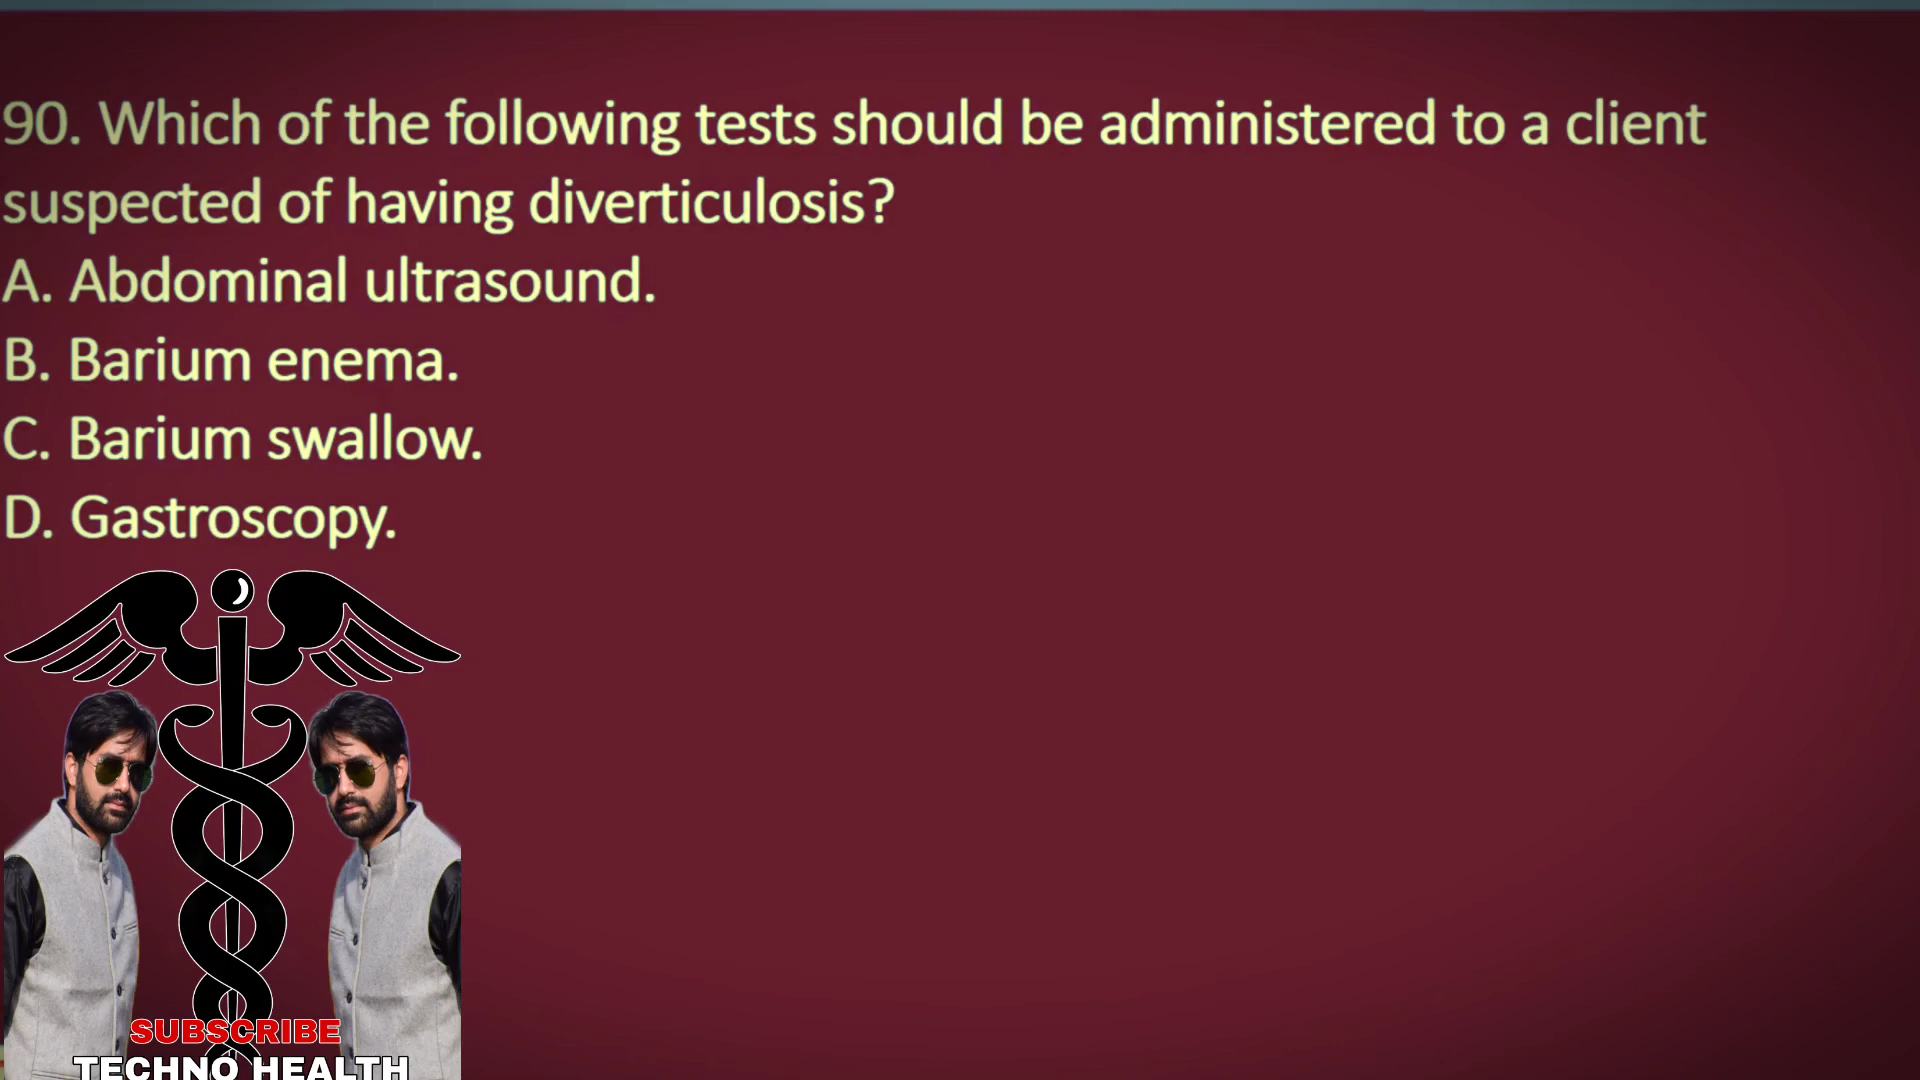 90. Which of the following tests should be administered to a client
suspected of having diverticulosis?
A. Abdominal ultrasound.
B. Barium enema.
C. Barium swallow.
D. Gastroscopy.
SUBSCRIBE
TECHNO HEALTH